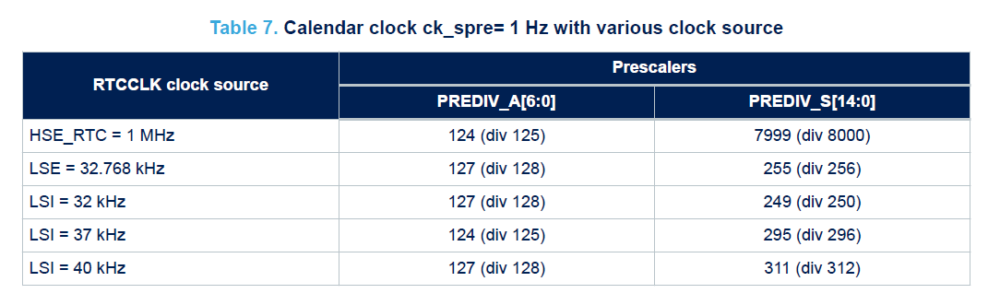 Table 7. Calendar clock ck_spre= 1 Hz with various clock source
RTCCLK clock source
Prescalers
PREDIV_A[6:0] PREDIV_S[14:0]
HSE_RTC = 1 MHz 124 (div 125) 7999 (div 8000)
LSE = 32.768 kHz 127 (div 128) 255 (div 256)
LSI = 32 kHz 127 (div 128) 249 (div 250)
LSI = 37 kHz 124 (div 125) 295 (div 296)
LSI = 40 kHz 127 (div 128) 311 (div 312)